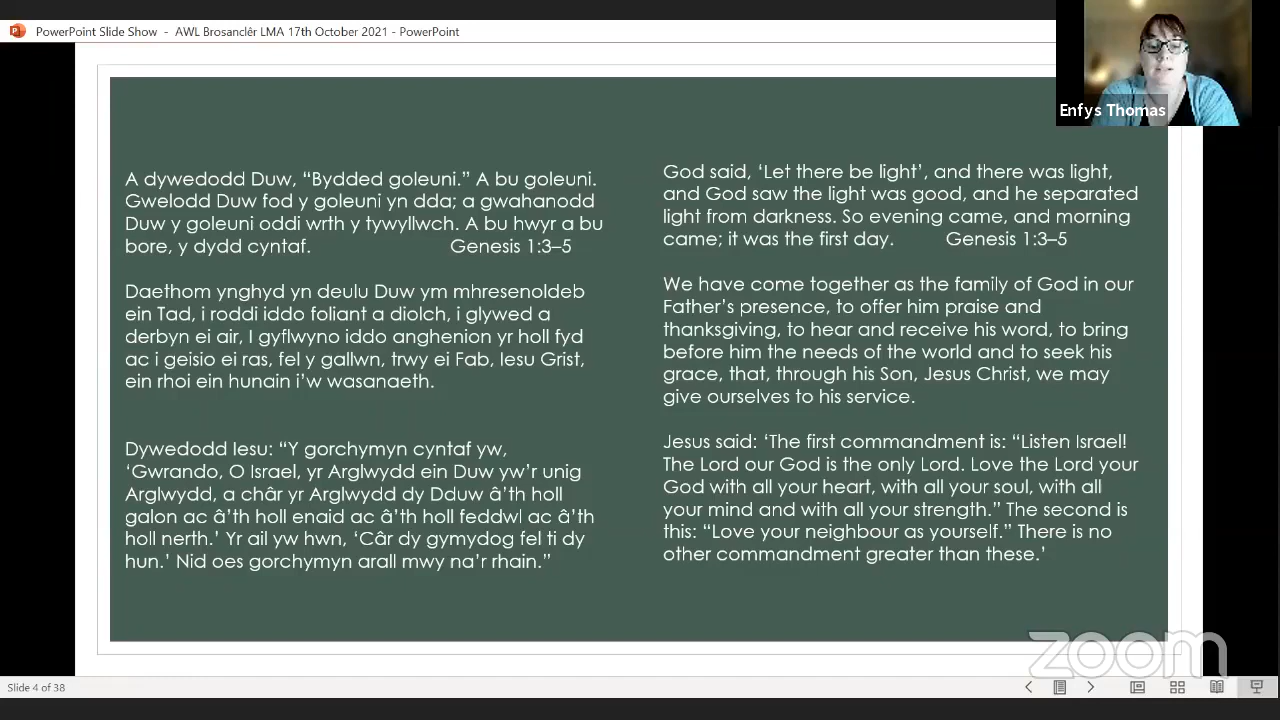 PowerPoint Slide Show - AWL Brosanclêr LMA 17th October 2021 - PowerPoint
Enfys Thomas
A dywedodd Duw, “Bydded goleuni.” A bu goleuni.
Gwelodd Duw fod y goleuni yn dda; a gwahanodd
Duw y goleuni oddi wrth y tywyllwch. A bu hwyr a bu
bore, y dydd cyntaf. Genesis 1:3–5
Daethom ynghyd yn deulu Duw ym mhresenoldeb
ein Tad, i roddi iddo foliant a diolch, i glywed a
derbyn ei air, I gyflwyno iddo anghenion yr holl fyd
ac i geisio ei ras, fel y gallwn, trwy ei Fab, Iesu Grist,
ein rhoi ein hunain i’w wasanaeth.
Dywedodd Iesu: “Y gorchymyn cyntaf yw,
‘Gwrando, O Israel, yr Arglwydd ein Duw yw’r unig
Arglwydd, a châr yr Arglwydd dy Dduw â’th holl
galon ac â’th holl enaid ac â’th holl feddwl ac â’th
holl nerth.’ Yr ail yw hwn, ‘Câr dy gymydog fel ti dy
hun.’ Nid oes gorchymyn arall mwy na’r rhain.”
God said, ‘Let there be light’, and there was light,
and God saw the light was good, and he separated
light from darkness. So evening came, and morning
came; it was the first day. Genesis 1:3–5
We have come together as the family of God in our
Father’s presence, to offer him praise and
thanksgiving, to hear and receive his word, to bring
before him the needs of the world and to seek his
grace, that, through his Son, Jesus Christ, we may
give ourselves to his service.
Jesus said: ‘The first commandment is: “Listen Israel!
The Lord our God is the only Lord. Love the Lord your
God with all your heart, with all your soul, with all
your mind and with all your strength.” The second is
this: “Love your neighbour as yourself.” There is no
other commandment greater than these.’
zoom
Slide 4 of 38